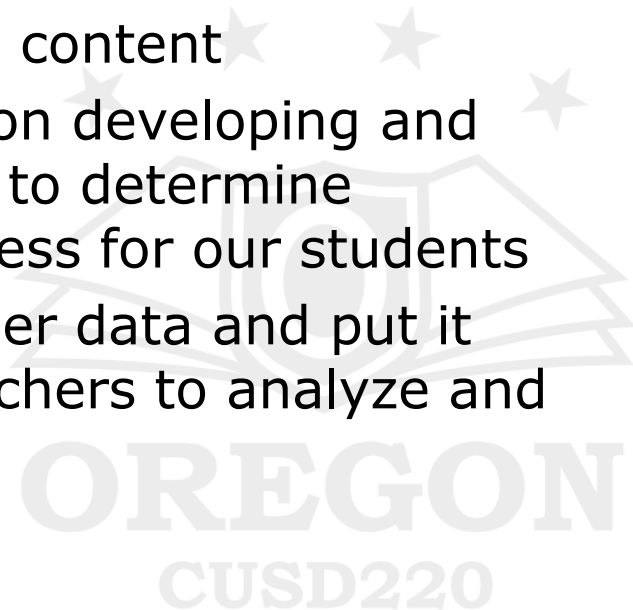 content
on developing and
to determine
ess for our students
er data and put it
chers to analyze and
OREGON
CUSD220